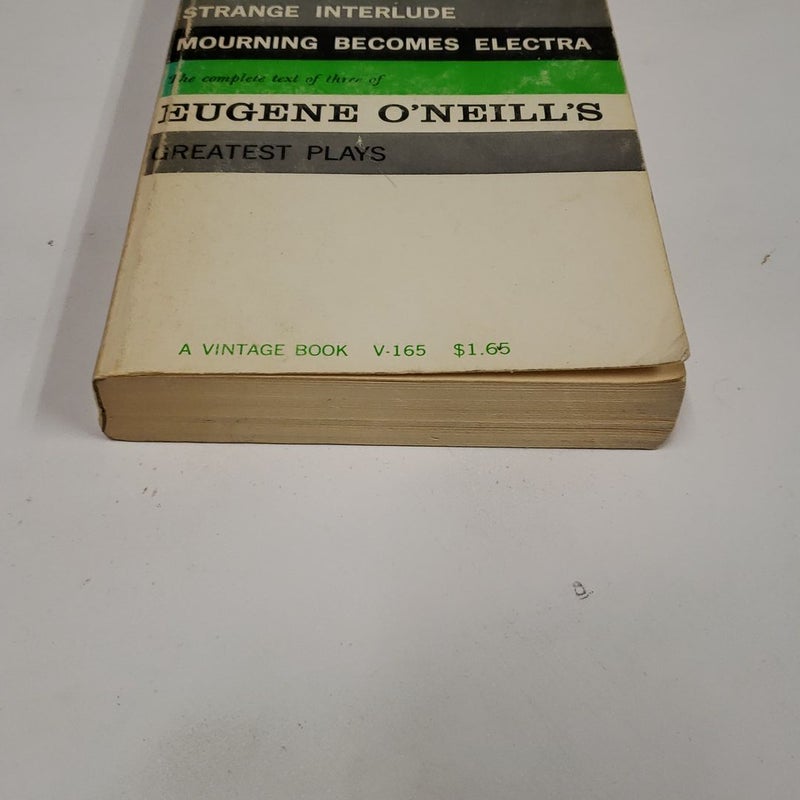 STRANGE INTERLUDE
MOURNING BECOMES ELECTRA
The complete text of three of
EUGENE O'NEILL'S
GREATEST PLAYS
A VINTAGE BOOK V-165 $1.65